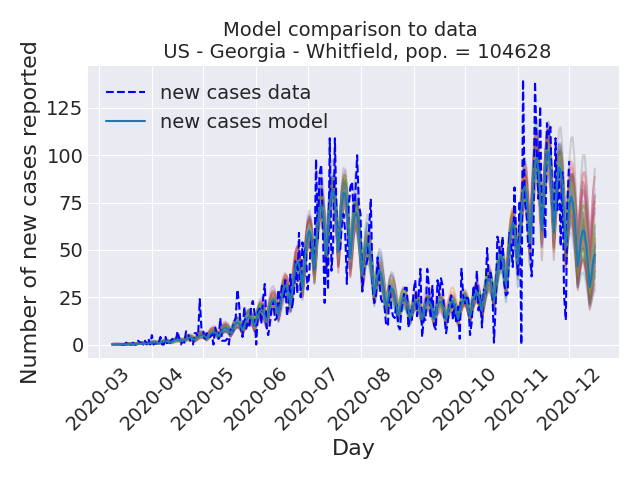 Model comparison to data
US - Georgia - Whitfield, pop. = 104628
Number of new cases reported
new cases data
new cases model
125
100
75
50
25
0
2020-03
2020-04
2020-05
2020-06
2020-07
2020-08
2020-09
2020-10
2020-11
2020-12
Day